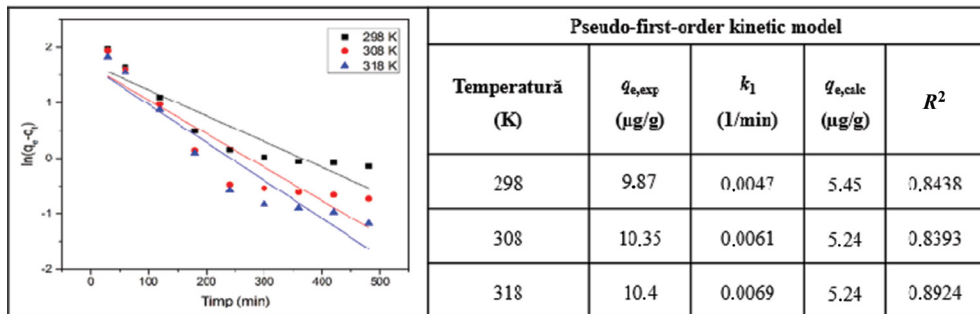 298 K
308 K
318 K
2
1
0
-1
-2
ln(qe-ct)
0
100
200
300
400
500
Timp (min)
Pseudo-first-order kinetic model
Temperatură (K)
qe,exp (µg/g)
k1 (1/min)
qe,calc (µg/g)
R²
298 9.87 0.0047 5.45 0.8438
308 10.35 0.0061 5.24 0.8393
318 10.4 0.0069 5.24 0.8924